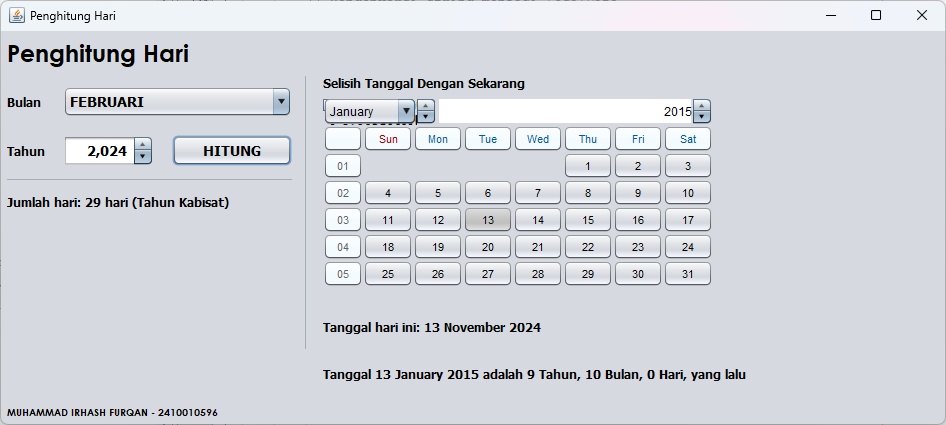 Penghitung Hari
Penghitung Hari
Bulan FEBRUARI
Tahun 2,024 HITUNG
Jumlah hari: 29 hari (Tahun Kabisat)
Selisih Tanggal Dengan Sekarang
January 2015
Sun Mon Tue Wed Thu Fri Sat
01 1 2 3
02 4 5 6 7 8 9 10
03 11 12 13 14 15 16 17
04 18 19 20 21 22 23 24
05 25 26 27 28 29 30 31
Tanggal hari ini: 13 November 2024
Tanggal 13 January 2015 adalah 9 Tahun, 10 Bulan, 0 Hari, yang lalu
MUHAMMAD IRHASH FURQAN - 2410010596